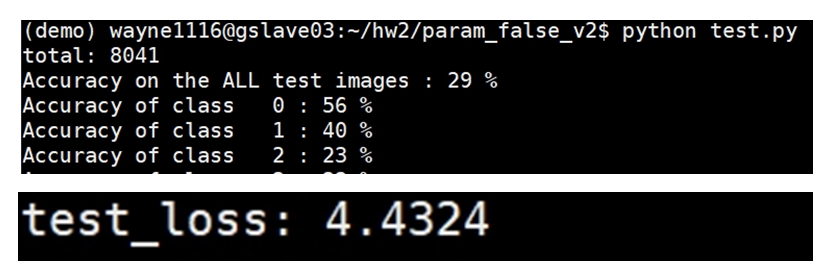 (demo) wayne1116@gslave03:~/hw2/param_false_v2$ python test.py
total: 8041
Accuracy on the ALL test images : 29 %
Accuracy of class   0 : 56 %
Accuracy of class   1 : 40 %
Accuracy of class   2 : 23 %
test_loss: 4.4324